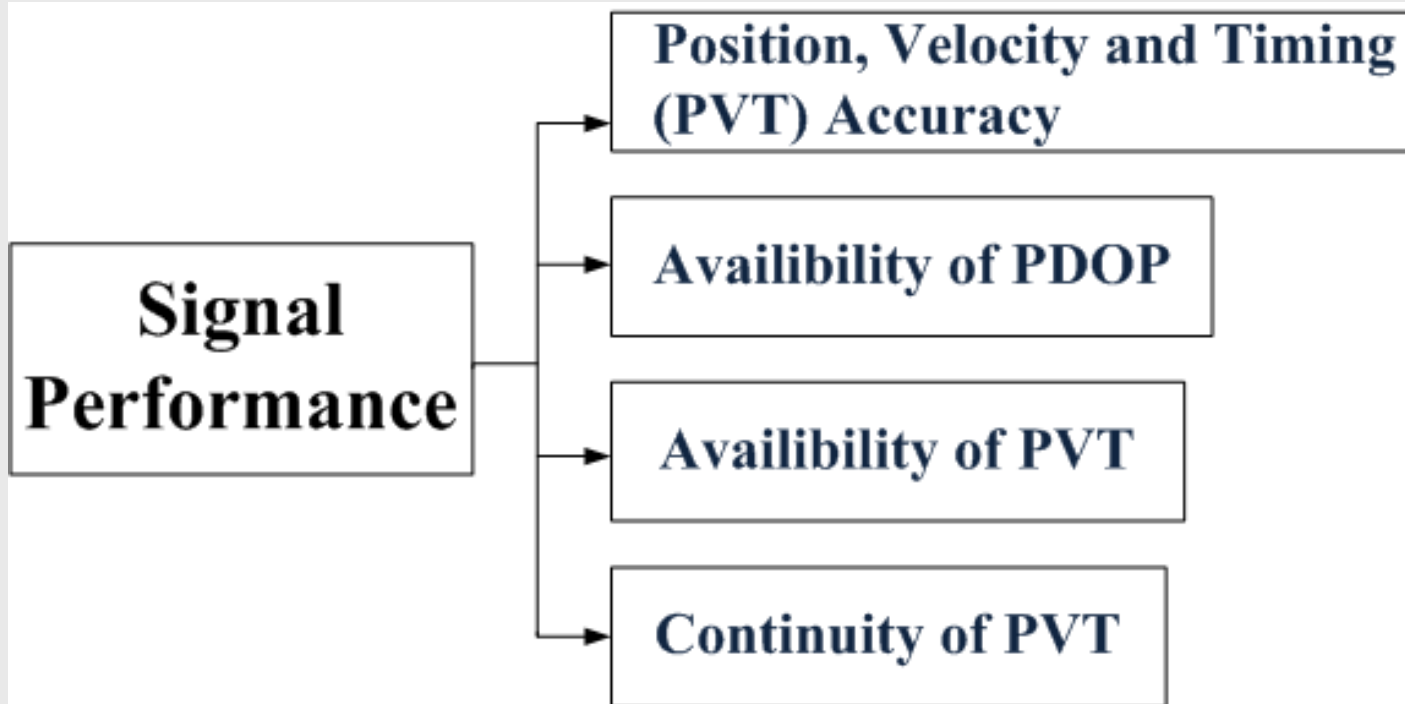 Signal
Performance
Position, Velocity and Timing
(PVT) Accuracy
Availibility of PDOP
Availibility of PVT
Continuity of PVT